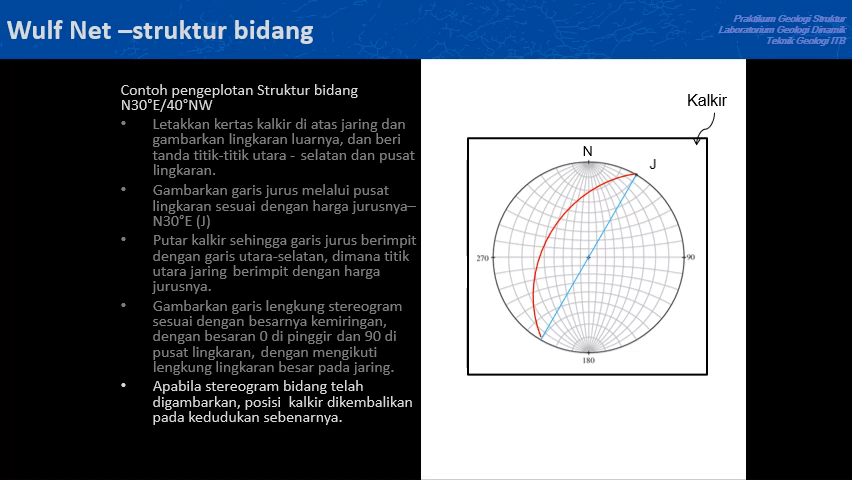 Wulf Net –struktur bidang
Praktikum Geologi Struktur
Laboratorium Geologi Dinamik
Teknik Geologi ITB
Contoh pengeplotan Struktur bidang
N30°E/40°NW
• Letakkan kertas kalkir di atas jaring dan
gambarkan lingkaran luarnya, dan beri
tanda titik-titik utara - selatan dan pusat
lingkaran.
• Gambarkan garis jurus melalui pusat
lingkaran sesuai dengan harga jurusnya–
N30°E (J)
• Putar kalkir sehingga garis jurus berimpit
dengan garis utara-selatan, dimana titik
utara jaring berimpit dengan harga
jurusnya.
• Gambarkan garis lengkung stereogram
sesuai dengan besarnya kemiringan,
dengan besaran 0 di pinggir dan 90 di
pusat lingkaran, dengan mengikuti
lengkung lingkaran besar pada jaring.
• Apabila stereogram bidang telah
digambarkan, posisi kalkir dikembalikan
pada kedudukan sebenarnya.
Kalkir
N
J
270
90
180